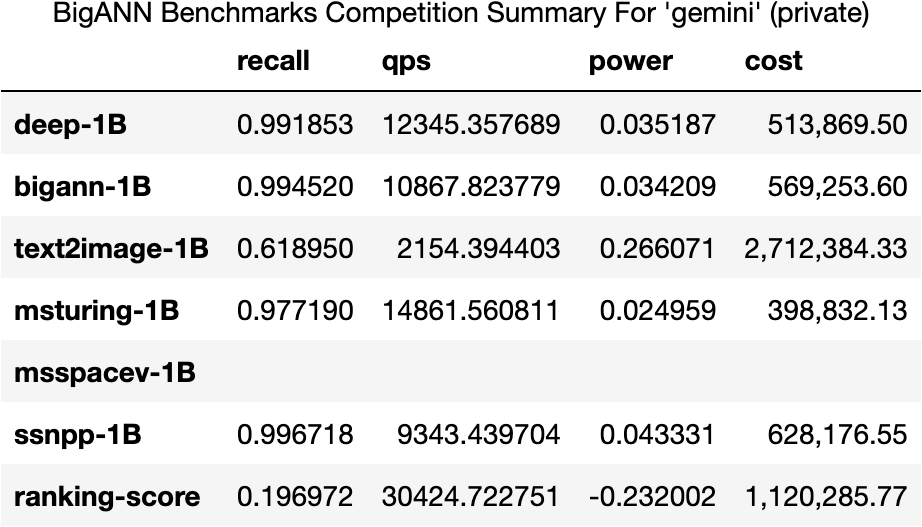 BigANN Benchmarks Competition Summary For 'gemini' (private)
recall qps power cost
deep-1B 0.991853 12345.357689 0.035187 513,869.50
bigann-1B 0.994520 10867.823779 0.034209 569,253.60
text2image-1B 0.618950 2154.394403 0.266071 2,712,384.33
msturing-1B 0.977190 14861.560811 0.024959 398,832.13
msspacev-1B
ssnpp-1B 0.996718 9343.439704 0.043331 628,176.55
ranking-score 0.196972 30424.722751 -0.232002 1,120,285.77